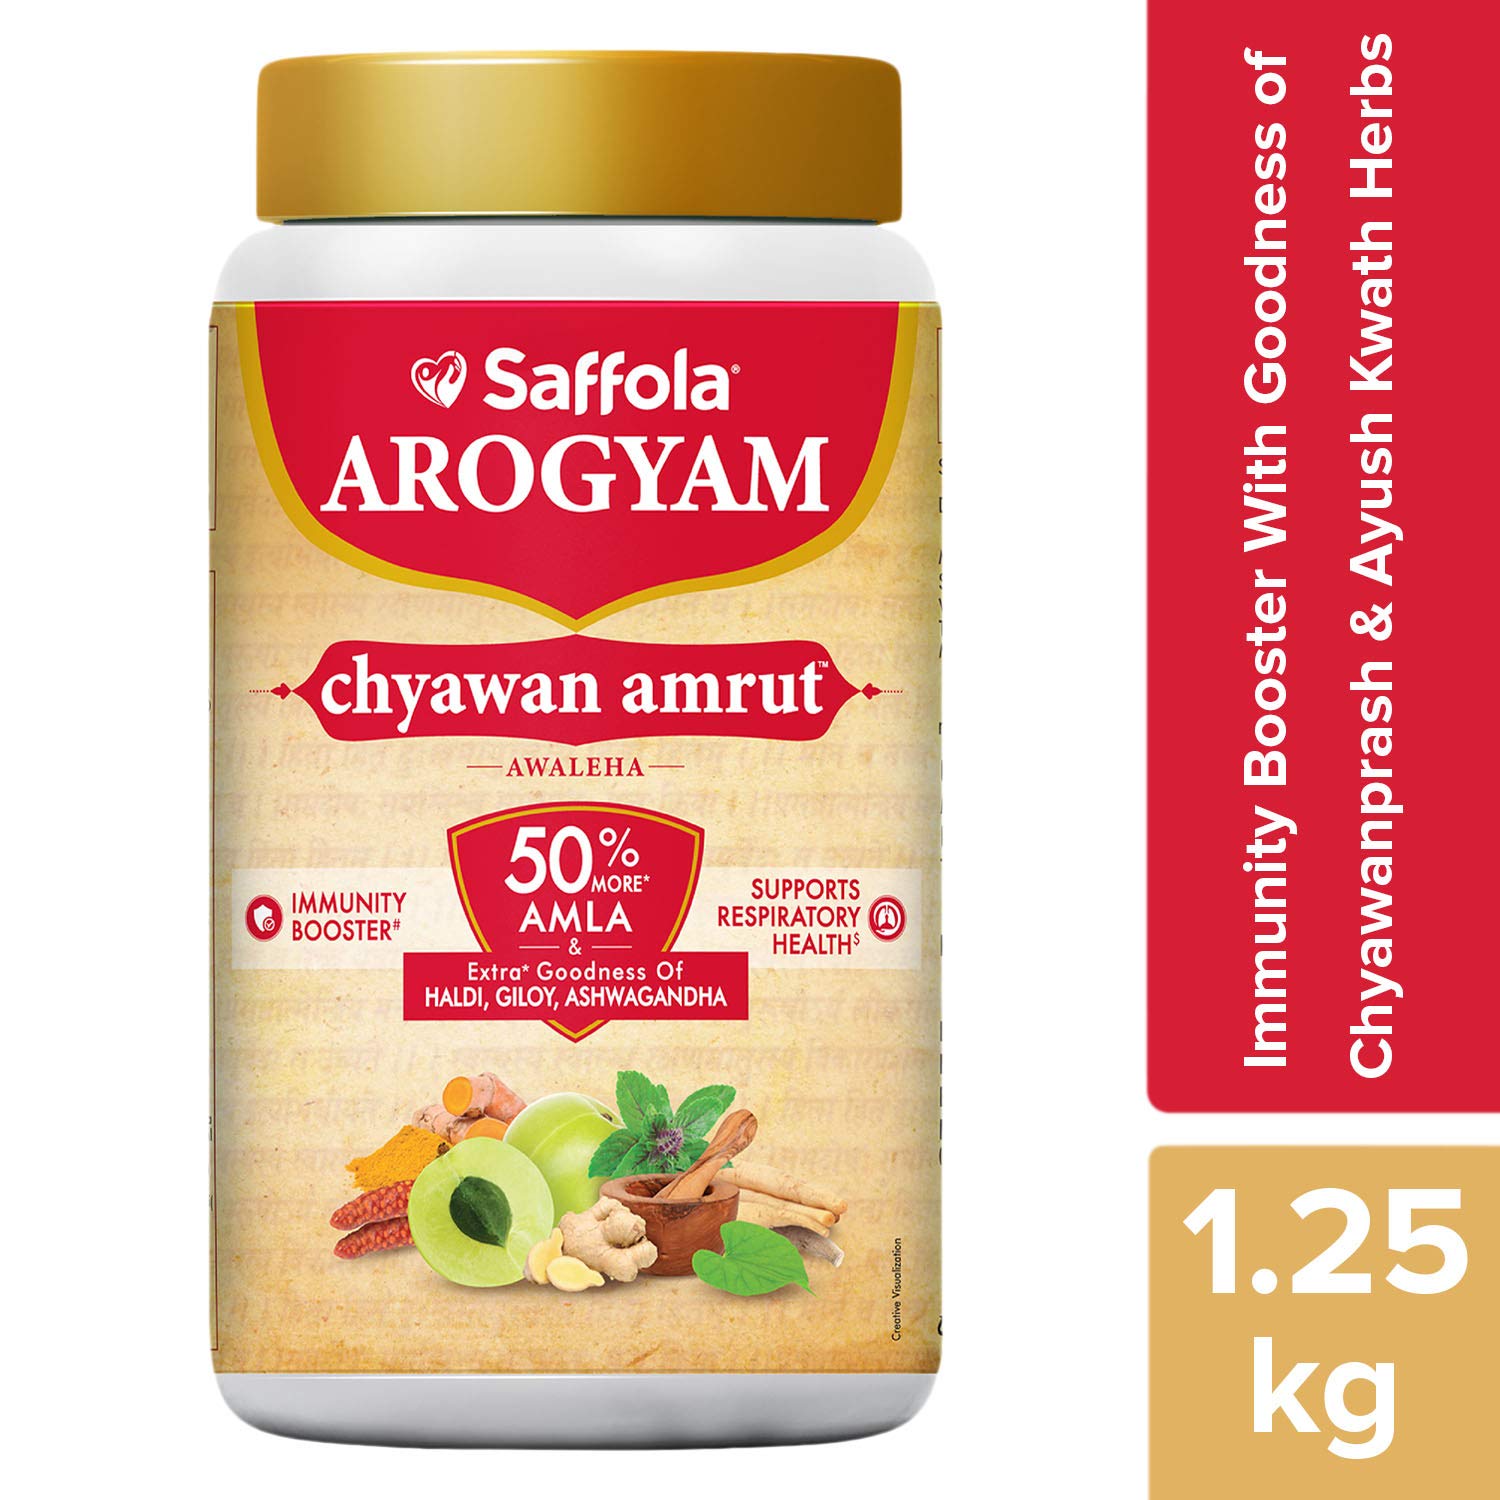 Saffola®
AROGYAM
chyawan amrut™
AWALEHA
50%
MORE*
AMLA
&
Extra* Goodness Of
HALDI, GILOY, ASHWAGANDHA
IMMUNITY
BOOSTER#
SUPPORTS
RESPIRATORY
HEALTH$
Creative Visualization
Immunity Booster With Goodness of
Chyawanprash & Ayush Kwath Herbs
1.25
kg